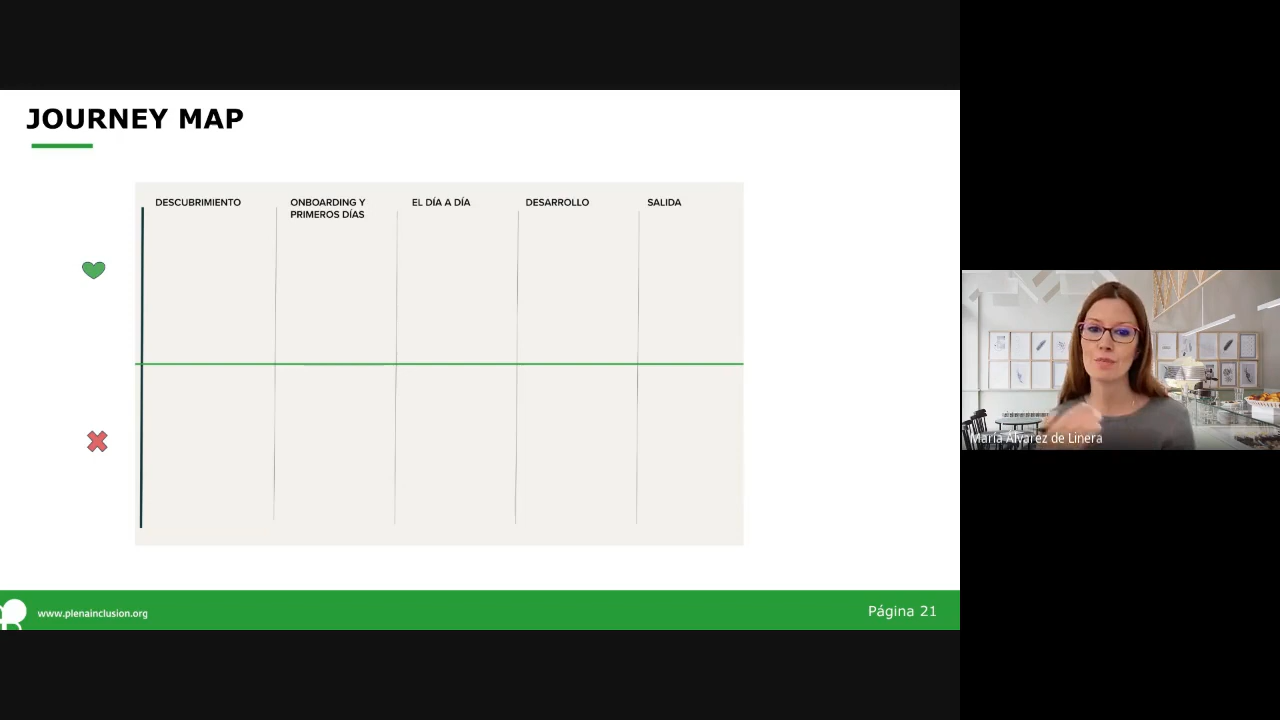 JOURNEY MAP
DESCUBRIMIENTO
ONBOARDING Y
PRIMEROS DÍAS
EL DÍA A DÍA
DESARROLLO
SALIDA
María Álvarez de Linera
www.plenainclusion.org
Página 21